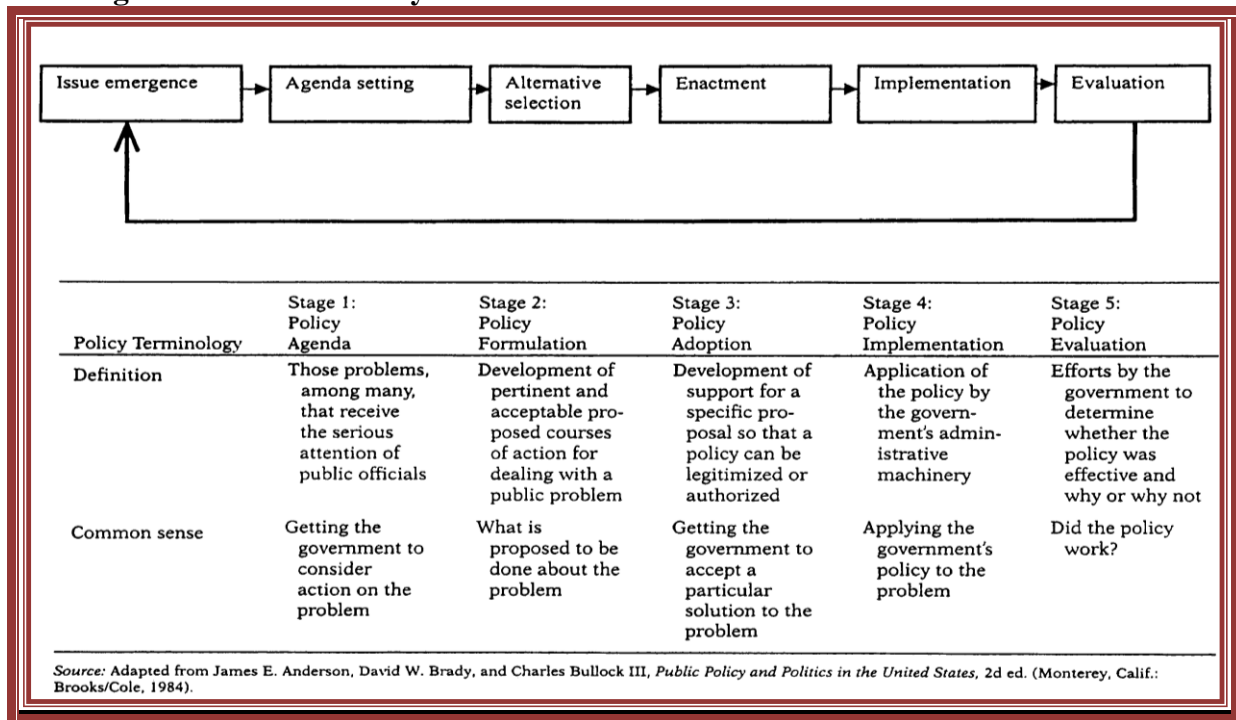 Issue emergence
Agenda setting
Alternative
selection
Enactment
Implementation
Evaluation
Policy Terminology
Stage 1:
Policy
Agenda
Stage 2:
Policy
Formulation
Stage 3:
Policy
Adoption
Stage 4:
Policy
Implementation
Stage 5:
Policy
Evaluation
Definition
Those problems,
among many,
that receive
the serious
attention of
public officials
Development of
pertinent and
acceptable pro-
posed courses
of action for
dealing with a
public problem
Development of
support for a
specific pro-
posal so that a
policy can be
legitimized or
authorized
Application of
the policy by
the govern-
ment's admin-
istrative
machinery
Efforts by the
government to
determine
whether the
policy was
effective and
why or why not
Common sense
Getting the
government to
consider
action on the
problem
What is
proposed to be
done about the
problem
Getting the
government to
accept a
particular
solution to the
problem
Applying the
government's
policy to the
problem
Did the policy
work?
Source: Adapted from James E. Anderson, David W. Brady, and Charles Bullock III, Public Policy and Politics in the United States, 2d ed. (Monterey, Calif.:
Brooks/Cole, 1984).